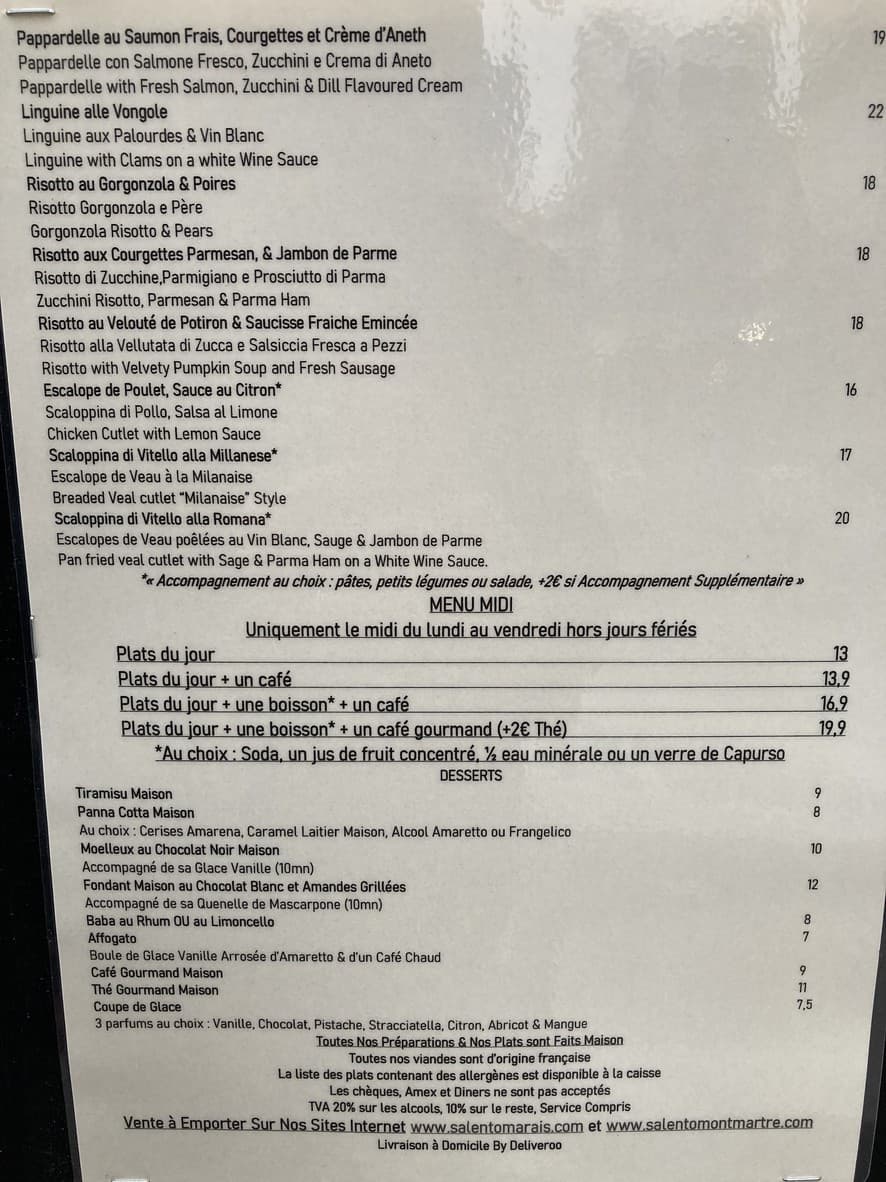 Pappardelle au Saumon Frais, Courgettes et Crème d'Aneth 19
Pappardelle con Salmone Fresco, Zucchini e Crema di Aneto
Pappardelle with Fresh Salmon, Zucchini & Dill Flavoured Cream
Linguine alle Vongole 22
Linguine aux Palourdes & Vin Blanc
Linguine with Clams on a white Wine Sauce
Risotto au Gorgonzola & Poires 18
Risotto Gorgonzola e Père
Gorgonzola Risotto & Pears
Risotto aux Courgettes Parmesan, & Jambon de Parme 18
Risotto di Zucchine,Parmigiano e Prosciutto di Parma
Zucchini Risotto, Parmesan & Parma Ham
Risotto au Velouté de Potiron & Saucisse Fraiche Emincée 18
Risotto alla Vellutata di Zucca e Salsiccia Fresca a Pezzi
Risotto with Velvety Pumpkin Soup and Fresh Sausage
Escalope de Poulet, Sauce au Citron* 16
Scaloppina di Pollo, Salsa al Limone
Chicken Cutlet with Lemon Sauce
Scaloppina di Vitello alla Millanese* 17
Escalope de Veau à la Milanaise
Breaded Veal cutlet "Milanaise" Style
Scaloppina di Vitello alla Romana* 20
Escalopes de Veau poêlées au Vin Blanc, Sauge & Jambon de Parme
Pan fried veal cutlet with Sage & Parma Ham on a White Wine Sauce.
*« Accompagnement au choix : pâtes, petits légumes ou salade, +2€ si Accompagnement Supplémentaire »
MENU MIDI
Uniquement le midi du lundi au vendredi hors jours fériés
Plats du jour 13
Plats du jour + un café 13,9
Plats du jour + une boisson* + un café 16,9
Plats du jour + une boisson* + un café gourmand (+2€ Thé) 19,9
*Au choix : Soda, un jus de fruit concentré, ½ eau minérale ou un verre de Capurso
DESSERTS
Tiramisu Maison 9
Panna Cotta Maison 8
Au choix : Cerises Amarena, Caramel Laitier Maison, Alcool Amaretto ou Frangelico
Moelleux au Chocolat Noir Maison 10
Accompagné de sa Glace Vanille (10mn)
Fondant Maison au Chocolat Blanc et Amandes Grillées 12
Accompagné de sa Quenelle de Mascarpone (10mn)
Baba au Rhum OU au Limoncello 8
Affogato 7
Boule de Glace Vanille Arrosée d'Amaretto & d'un Café Chaud
Café Gourmand Maison 9
Thé Gourmand Maison 11
Coupe de Glace 7,5
3 parfums au choix : Vanille, Chocolat, Pistache, Stracciatella, Citron, Abricot & Mangue
Toutes Nos Préparations & Nos Plats sont Faits Maison
Toutes nos viandes sont d'origine française
La liste des plats contenant des allergènes est disponible à la caisse
Les chèques, Amex et Diners ne sont pas acceptés
TVA 20% sur les alcools, 10% sur le reste, Service Compris
Vente à Emporter Sur Nos Sites Internet www.salentomarais.com et www.salentomontmartre.com
Livraison à Domicile By Deliveroo